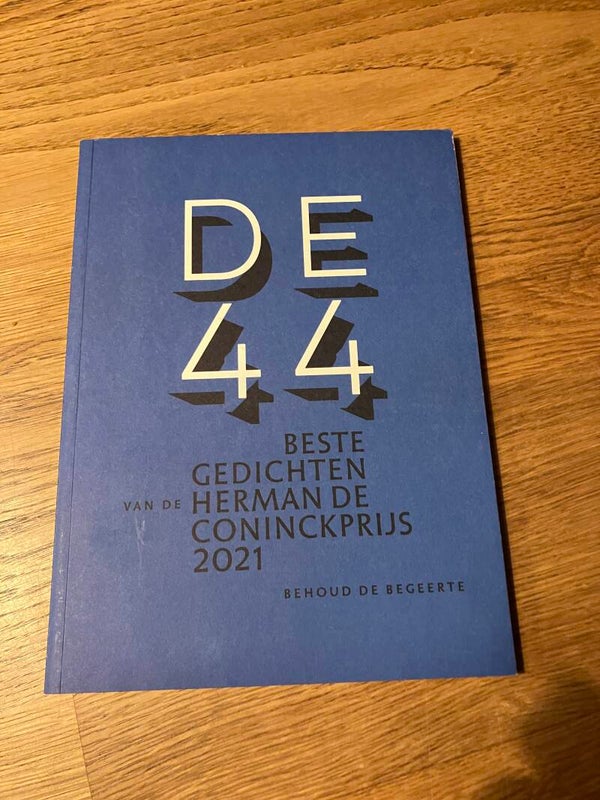 DE
44
BESTE
GEDICHTEN
VAN DE HERMAN DE
CONINCKPRIJS
2021
BEHOUD DE BEGEERTE